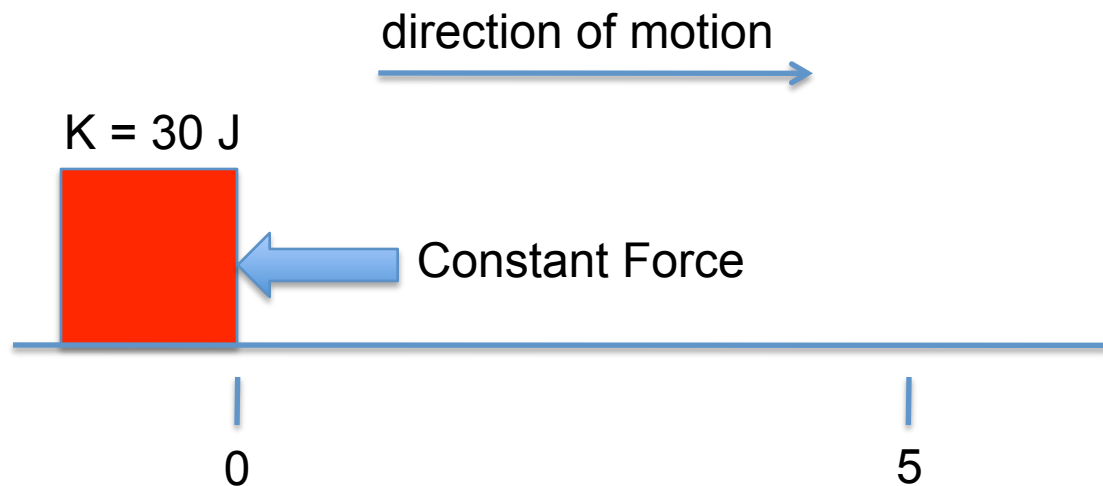 direction of motion
K = 30 J
Constant Force
0
5